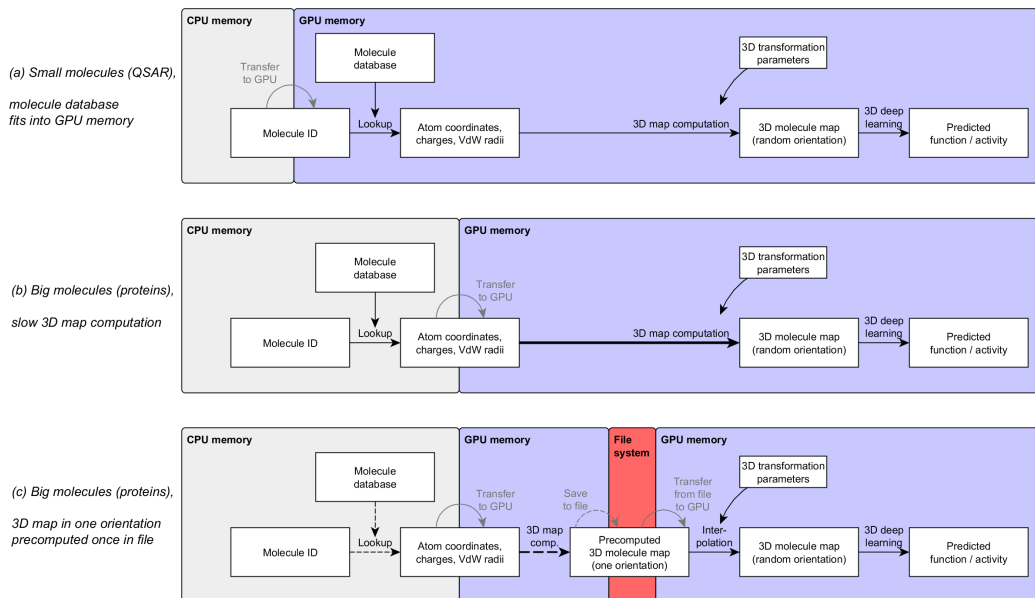 CPU memory
GPU memory
(a) Small molecules (QSAR),
molecule database
fits into GPU memory
Transfer
to GPU
Molecule
database
3D transformation
parameters
Molecule ID
Lookup
Atom coordinates,
charges, VdW radii
3D map computation
3D molecule map
(random orientation)
3D deep
learning
Predicted
function / activity
CPU memory
GPU memory
(b) Big molecules (proteins),
slow 3D map computation
Molecule
database
Transfer
to GPU
3D transformation
parameters
Molecule ID
Lookup
Atom coordinates,
charges, VdW radii
3D map computation
3D molecule map
(random orientation)
3D deep
learning
Predicted
function / activity
CPU memory
GPU memory
File
system
GPU memory
(c) Big molecules (proteins),
3D map in one orientation
precomputed once in file
Molecule
database
Transfer
to GPU
Save
to file
Transfer
from file
to GPU
3D transformation
parameters
Molecule ID
Lookup
Atom coordinates,
charges, VdW radii
3D map
comp.
Precomputed
3D molecule map
(one orientation)
Inter-
polation
3D molecule map
(random orientation)
3D deep
learning
Predicted
function / activity